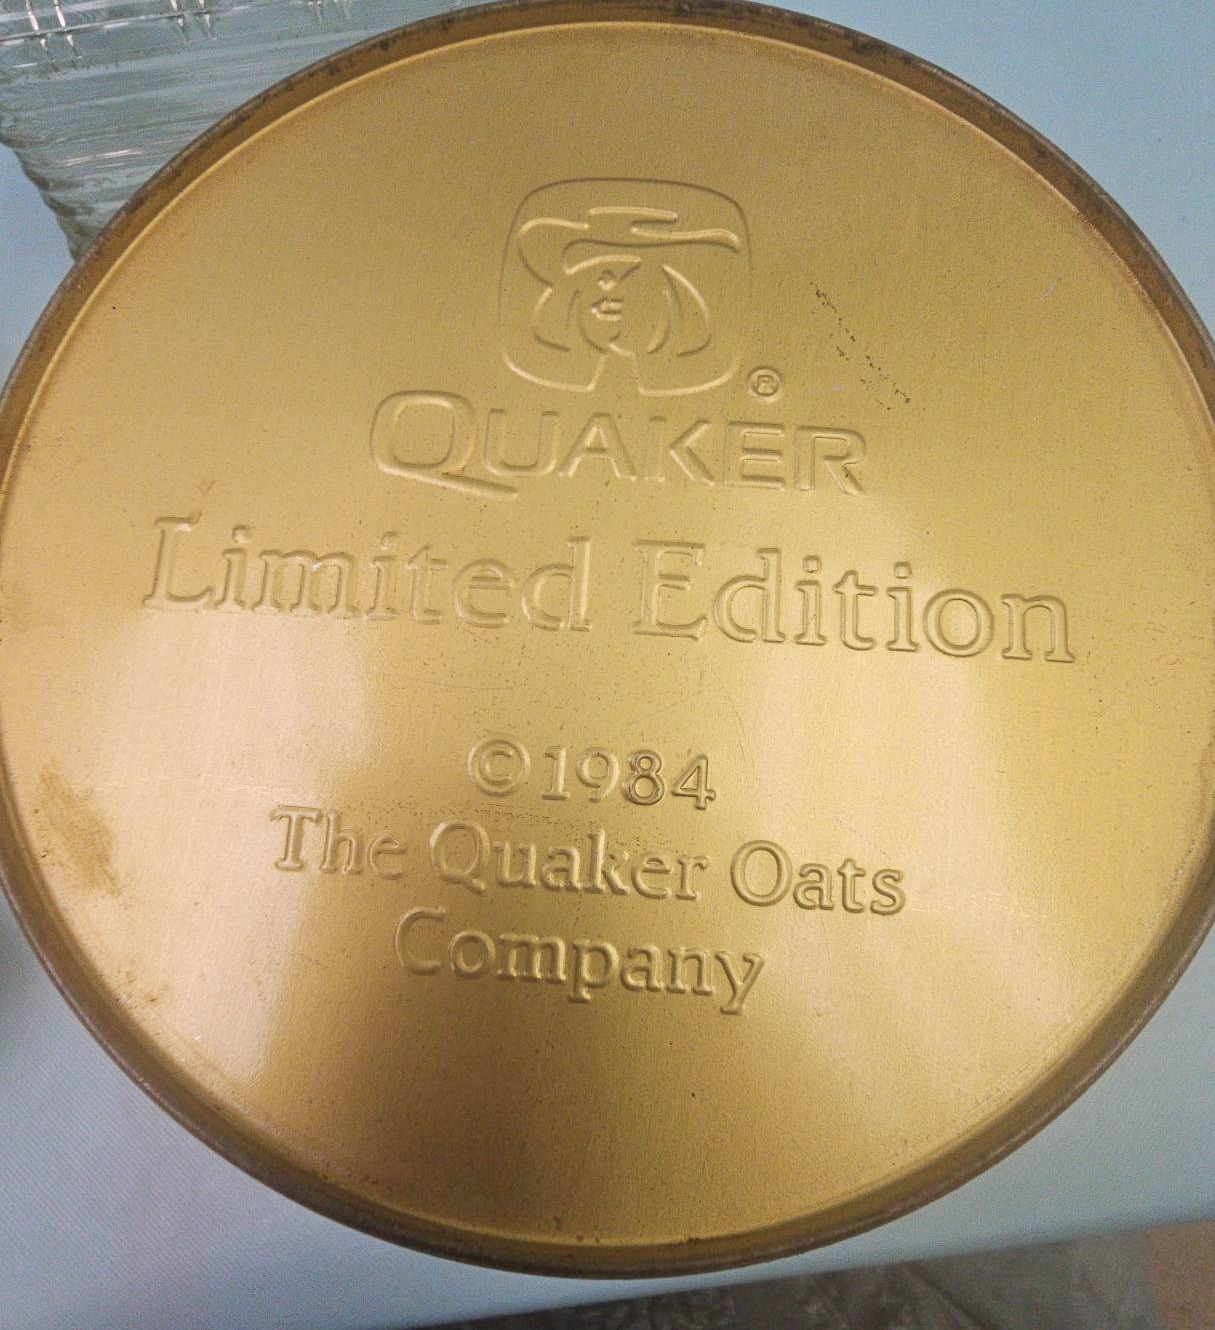 ®
QUAKER
Limited Edition
©1984
The Quaker Oats
Company